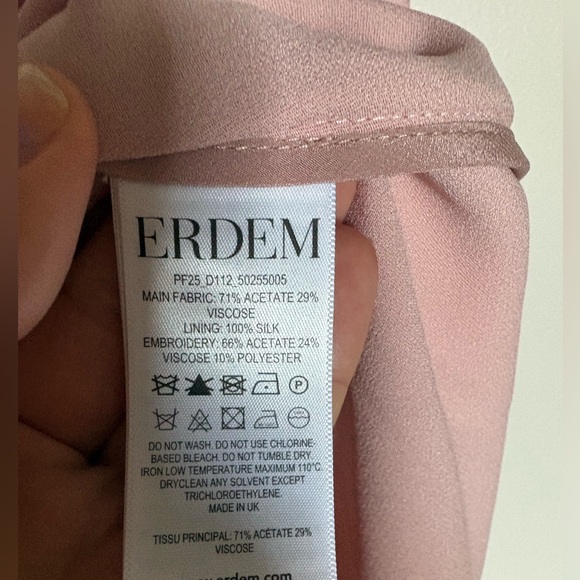 ERDEM
PF25_D112_50255005
MAIN FABRIC: 71% ACETATE 29%
VISCOSE
LINING: 100% SILK
EMBROIDERY: 66% ACETATE 24%
VISCOSE 10% POLYESTER
P
DO NOT WASH. DO NOT USE CHLORINE-
BASED BLEACH. DO NOT TUMBLE DRY.
IRON LOW TEMPERATURE MAXIMUM 110°C.
DRYCLEAN ANY SOLVENT EXCEPT
TRICHLOROETHYLENE.
MADE IN UK
TISSU PRINCIPAL: 71% ACÉTATE 29%
VISCOSE
erdem.com